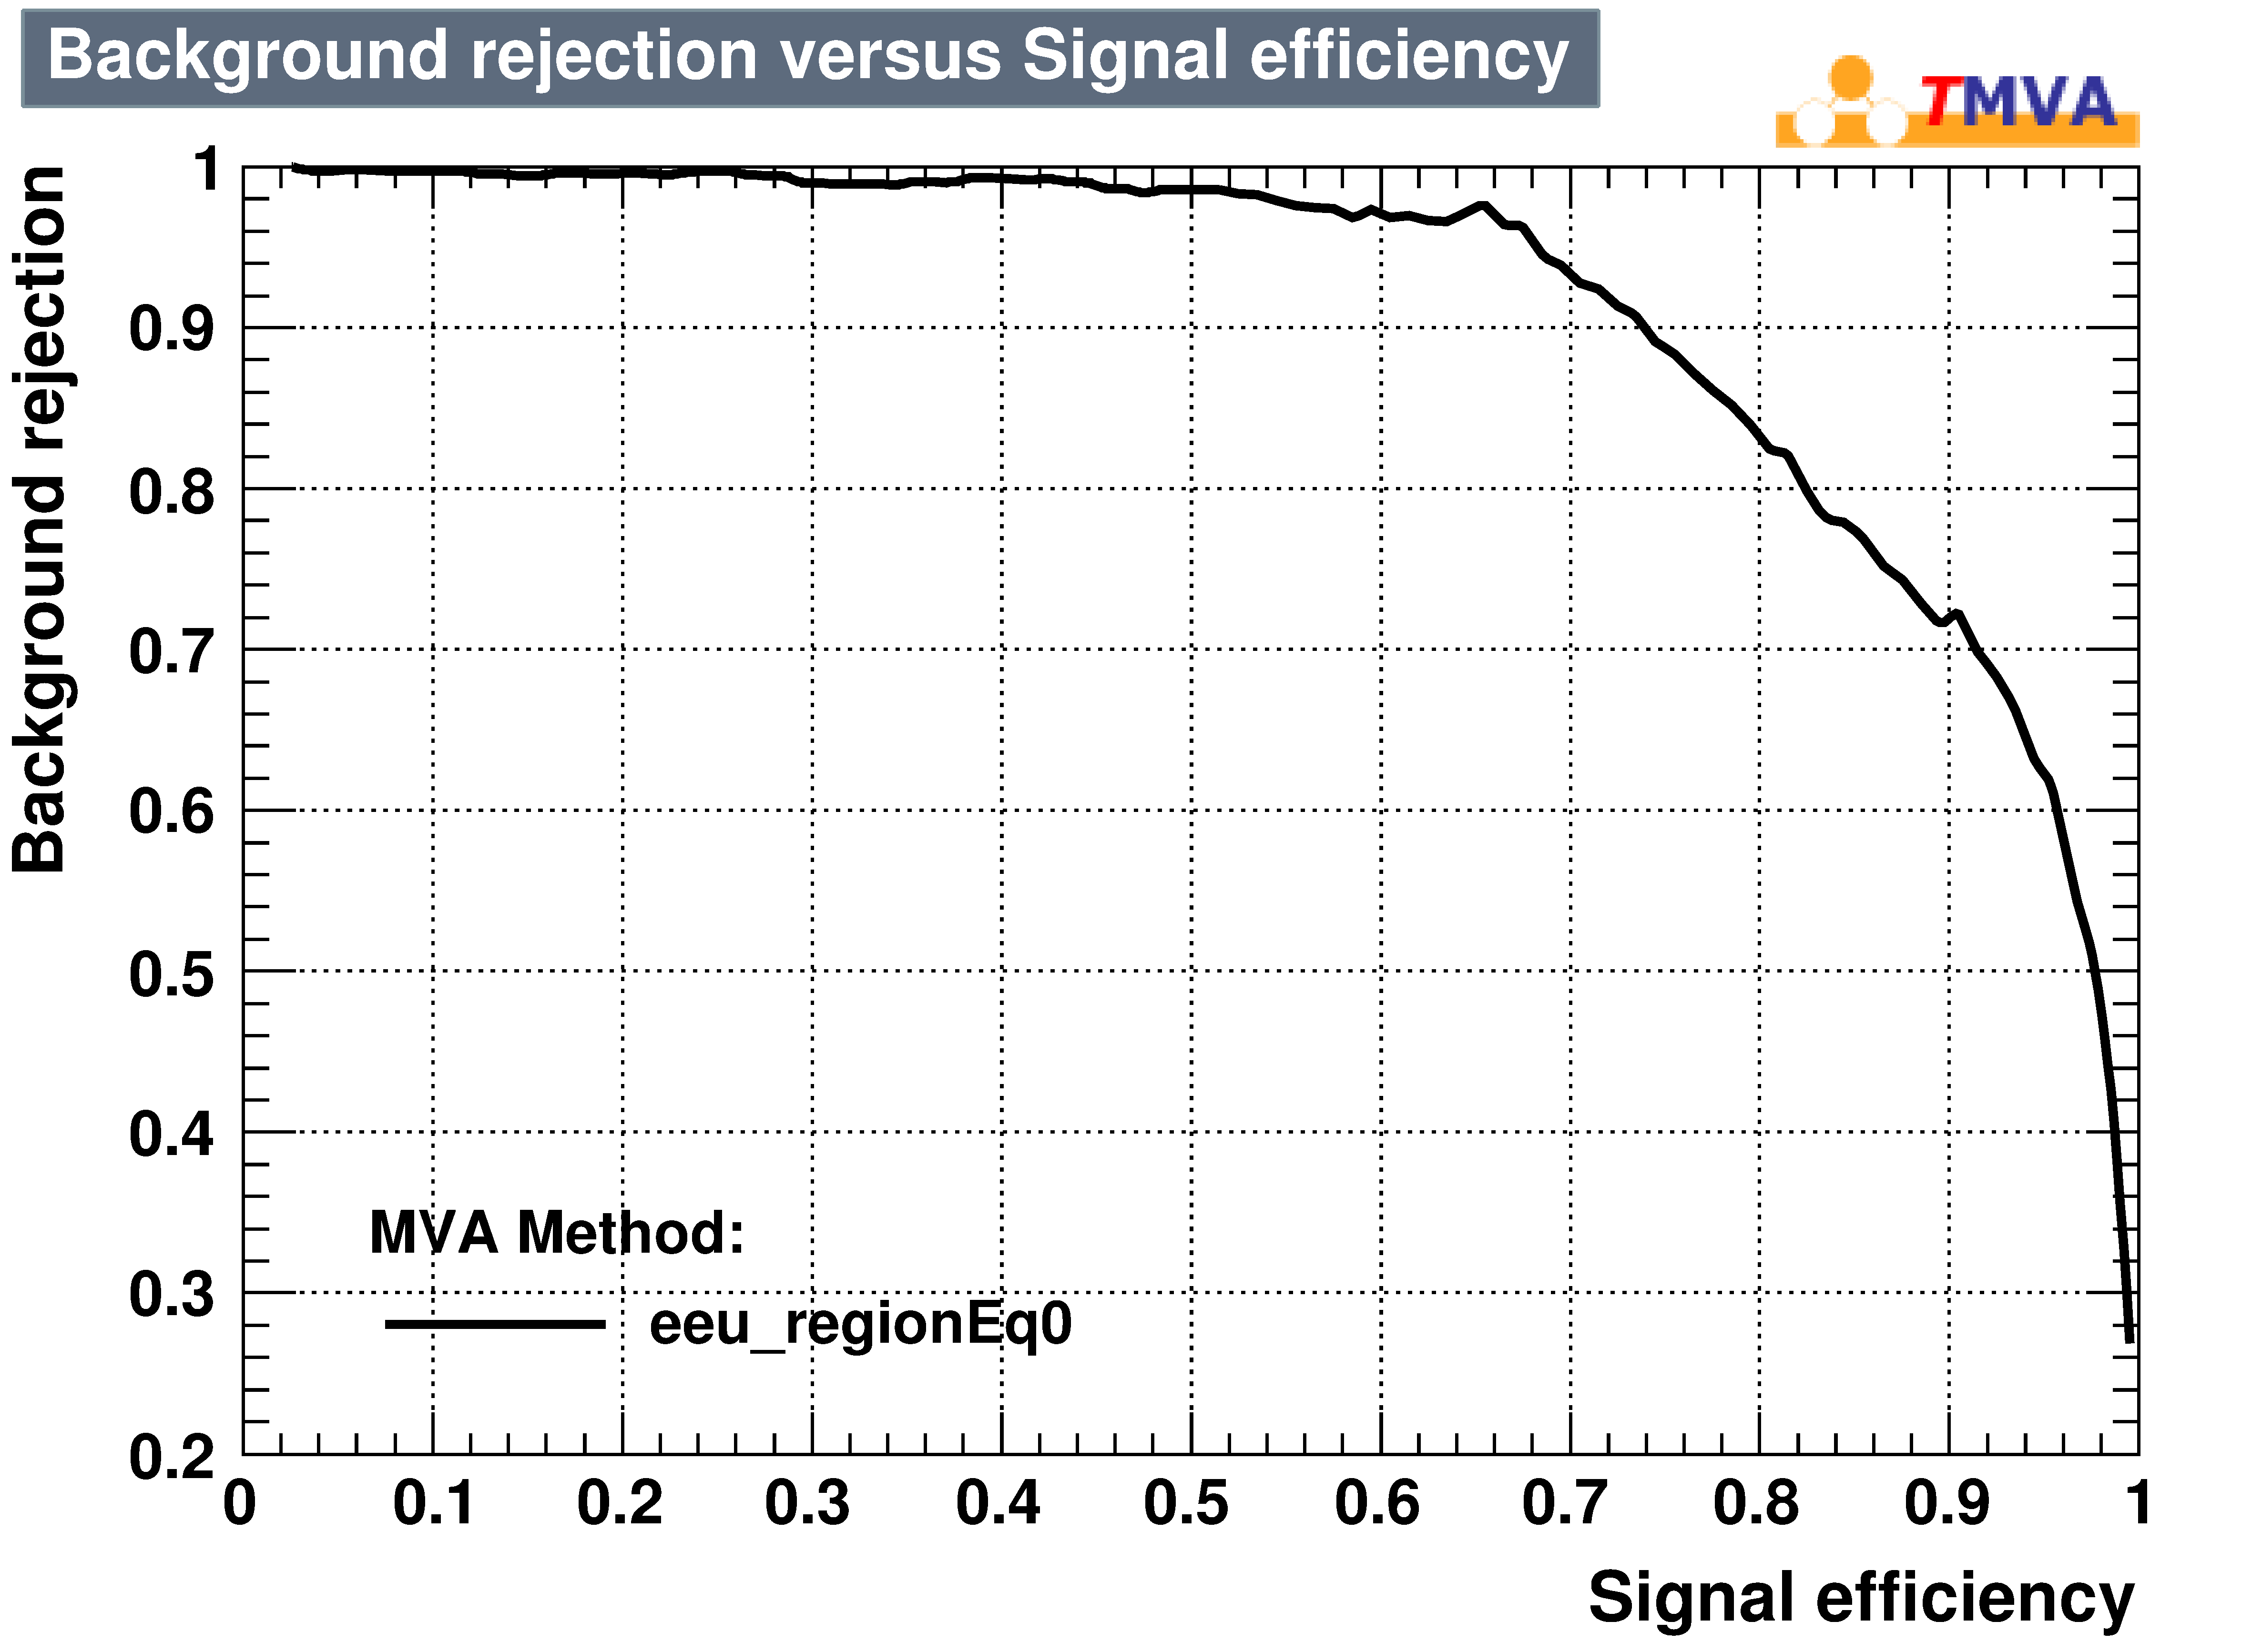 Background rejection versus Signal efficiency
TMVA
Background rejection
1
0.9
0.8
0.7
0.6
0.5
0.4
0.3
0.2
MVA Method:
eeu_regionEq0
0 0.1 0.2 0.3 0.4 0.5 0.6 0.7 0.8 0.9 1
Signal efficiency